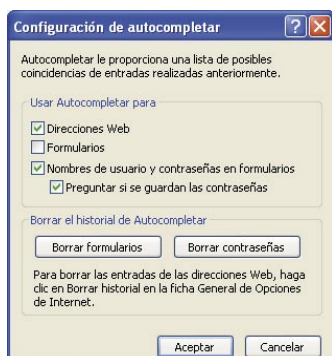 Configuración de autocompletar
Autocompletar le proporciona una lista de posibles
coincidencias de entradas realizadas anteriormente.
Usar Autocompletar para
Direcciones Web
Formularios
Nombres de usuario y contraseñas en formularios
Preguntar si se guardan las contraseñas
Borrar el historial de Autocompletar
Borrar formularios Borrar contraseñas
Para borrar las entradas de las direcciones Web, haga
clic en Borrar historial en la ficha General de Opciones
de Internet.
Aceptar Cancelar